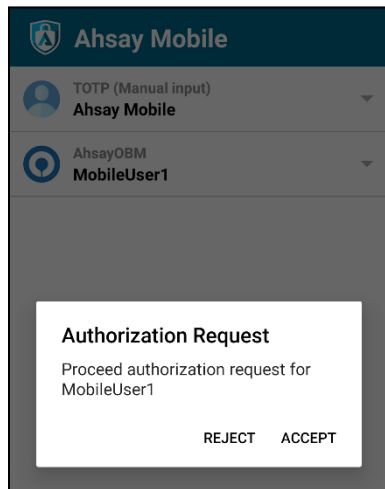 Ahsay Mobile
TOTP (Manual input)
Ahsay Mobile
AhsayOBM
MobileUser1
Authorization Request
Proceed authorization request for
MobileUser1
REJECT ACCEPT